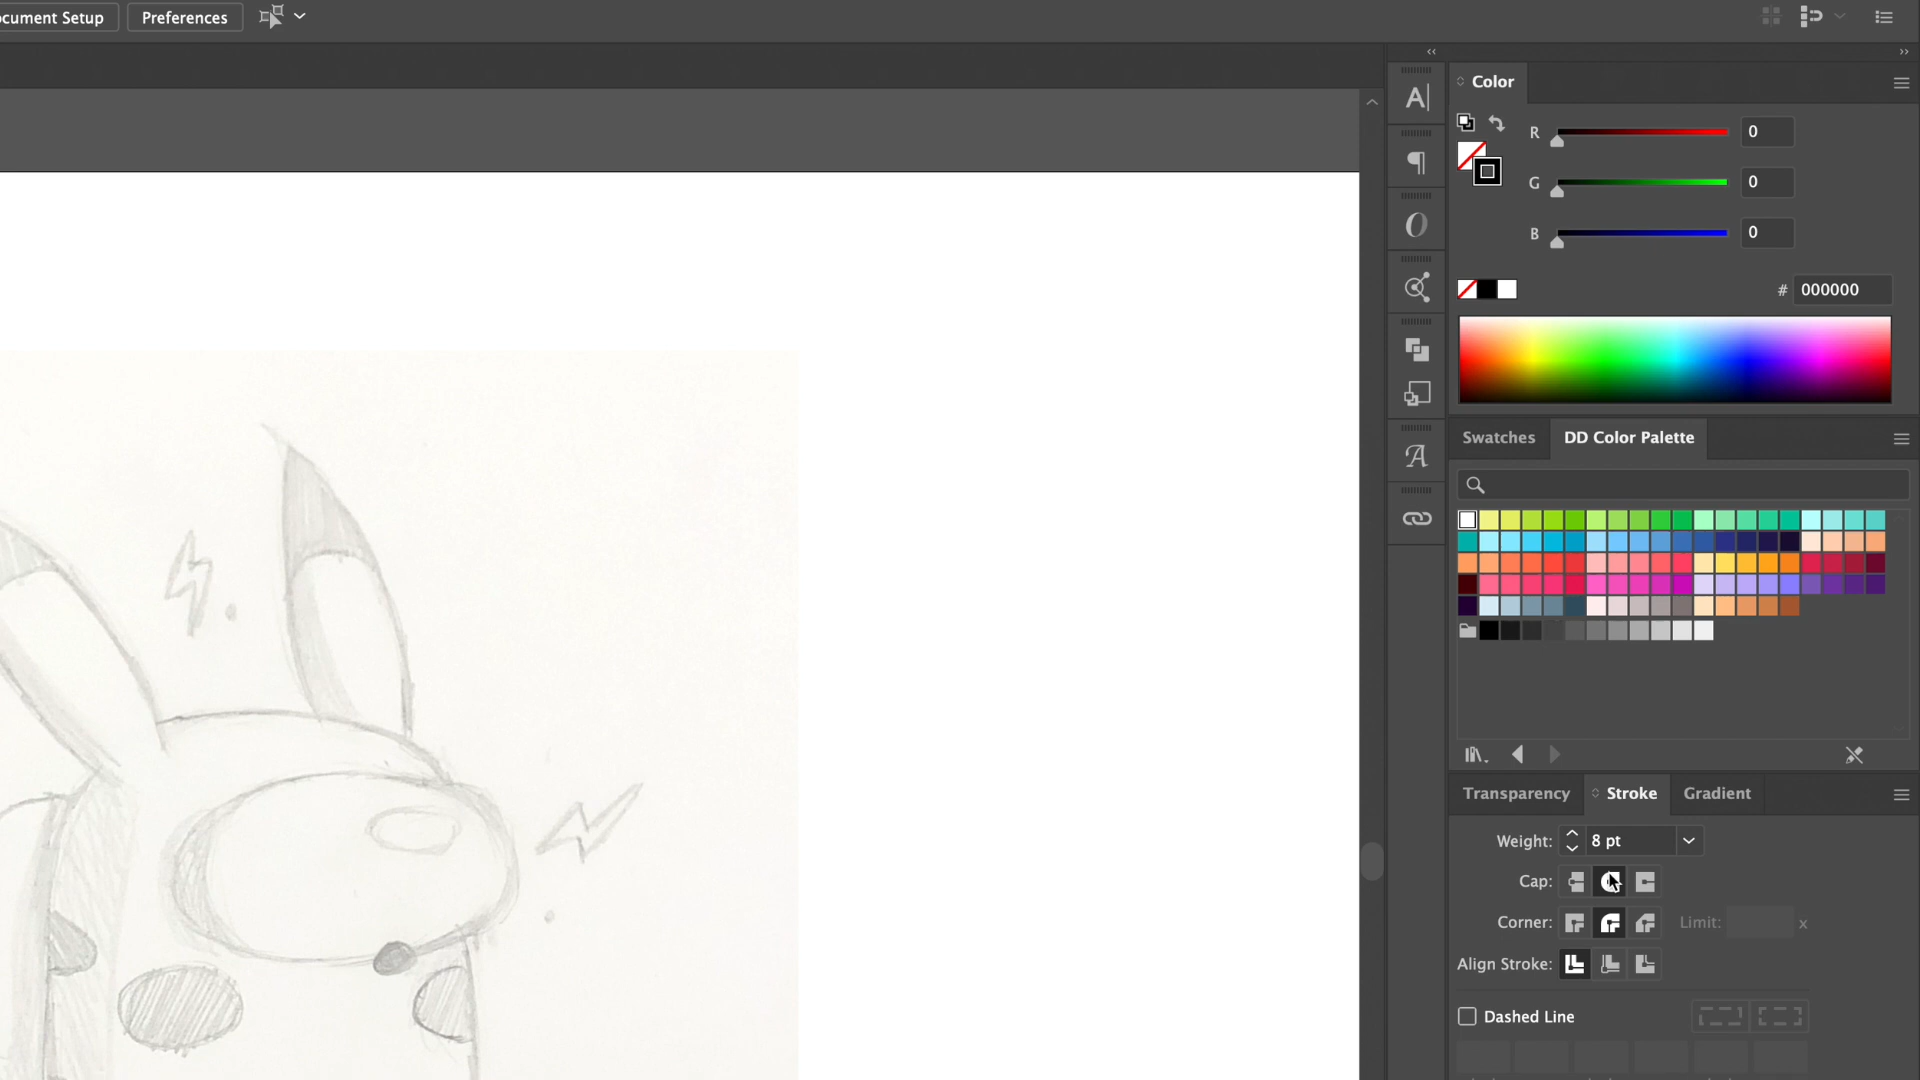 ocument Setup
Preferences
Color
R
0
G
0
B
0
#
000000
Swatches
DD Color Palette
Transparency
Stroke
Gradient
Weight:
8 pt
Cap:
Corner:
Limit:
x
Align Stroke:
Dashed Line